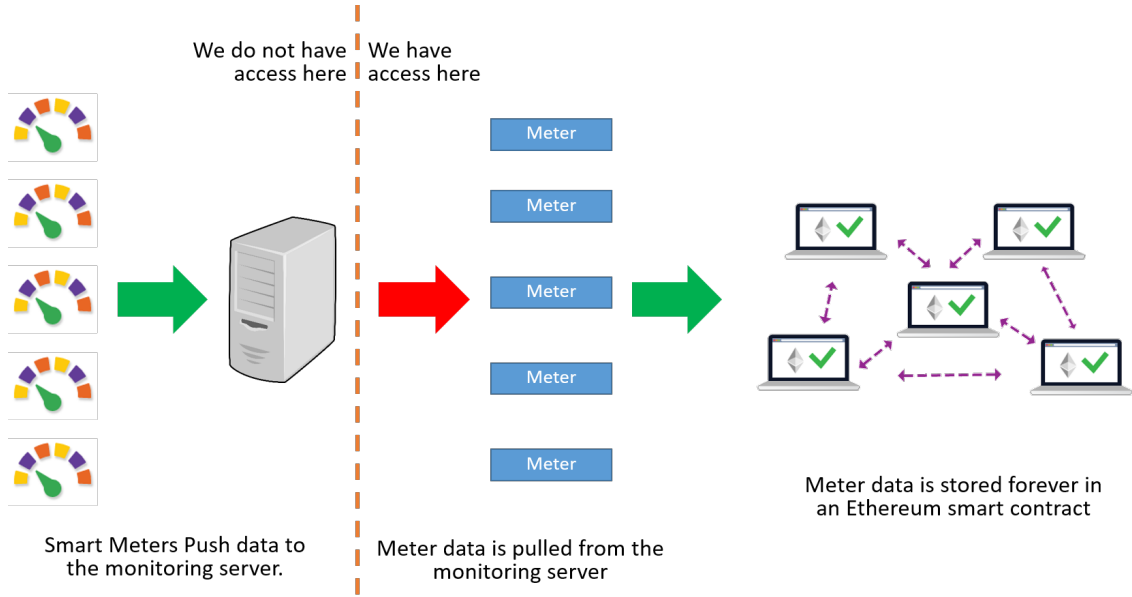 We do not have
access here
We have
access here
Meter
Meter
Meter
Meter
Meter
Smart Meters Push data to
the monitoring server.
Meter data is pulled from the
monitoring server
Meter data is stored forever in
an Ethereum smart contract